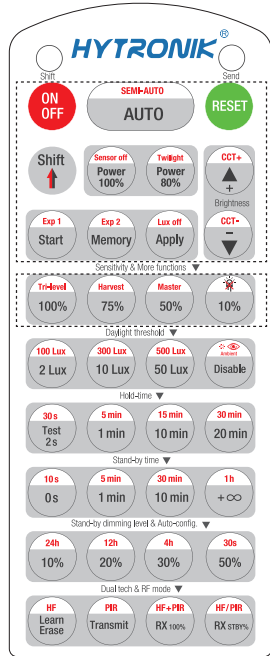 HYTRONIK®
Shift
Send
ON
OFF
SEMI-AUTO
AUTO
RESET
Shift
Sensor off
Power
100%
Twilight
Power
80%
CCT+
+
Brightness
Exp 1
Start
Exp 2
Memory
Lux off
Apply
CCT-
−
Sensitivity & More functions ▼
Tri-level
100%
Harvest
75%
Master
50%
10%
Daylight threshold ▼
100 Lux
2 Lux
300 Lux
10 Lux
500 Lux
50 Lux
Ambient
Disable
Hold-time ▼
30 s
Test
2 s
5 min
1 min
15 min
10 min
30 min
20 min
Stand-by time ▼
10 s
0 s
5 min
1 min
30 min
10 min
1 h
+∞
Stand-by dimming level & Auto-config. ▼
24h
10%
12h
20%
4h
30%
30s
50%
Dual tech & RF mode ▼
HF
Learn
Erase
PIR
Transmit
HF+PIR
RX 100%
HF/PIR
RX STBY%